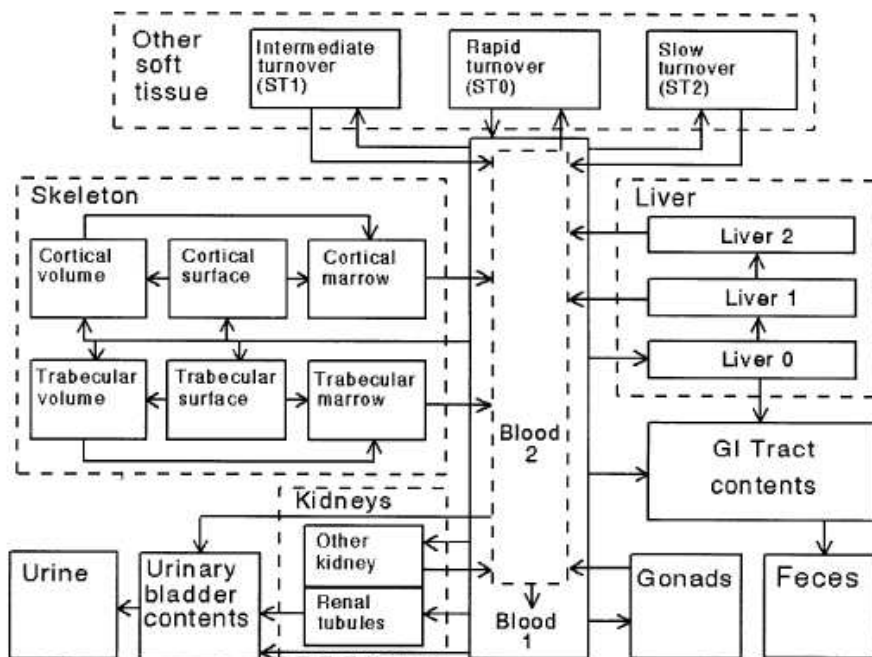 Other
soft
tissue
Intermediate
turnover
(ST1)
Rapid
turnover
(ST0)
Slow
turnover
(ST2)
Skeleton
Cortical
volume
Cortical
surface
Cortical
marrow
Trabecular
volume
Trabecular
surface
Trabecular
marrow
Liver
Liver 2
Liver 1
Liver 0
Blood
2
GI Tract
contents
Kidneys
Other
kidney
Renal
tubules
Urine
Urinary
bladder
contents
Blood
1
Gonads
Feces